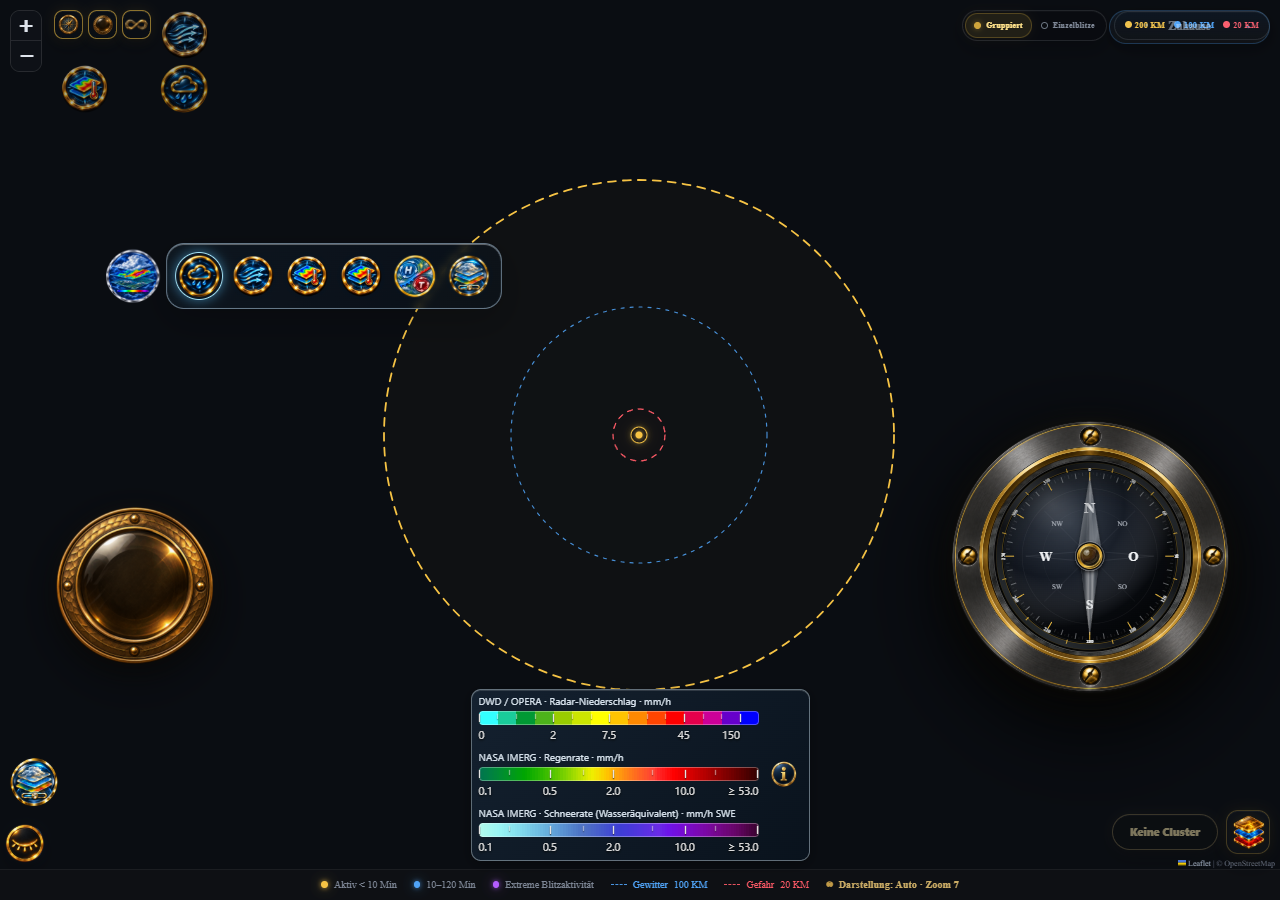 +
−
Gruppiert
Einzelblitze
200 KM
100 KM
20 KM
Zuhause
H
T
N
NW
NO
W
O
SW
SO
S
DWD / OPERA · Radar-Niederschlag · mm/h
0 2 7.5 45 150
NASA IMERG · Regenrate · mm/h
0.1 0.5 2.0 10.0 ≥ 53.0
NASA IMERG · Schneerate (Wasseräquivalent) · mm/h SWE
0.1 0.5 2.0 10.0 ≥ 53.0
i
Keine Cluster
Leaflet | © OpenStreetMap
Aktiv < 10 Min
10–120 Min
Extreme Blitzaktivität
Gewitter 100 KM
Gefahr 20 KM
Darstellung: Auto · Zoom 7